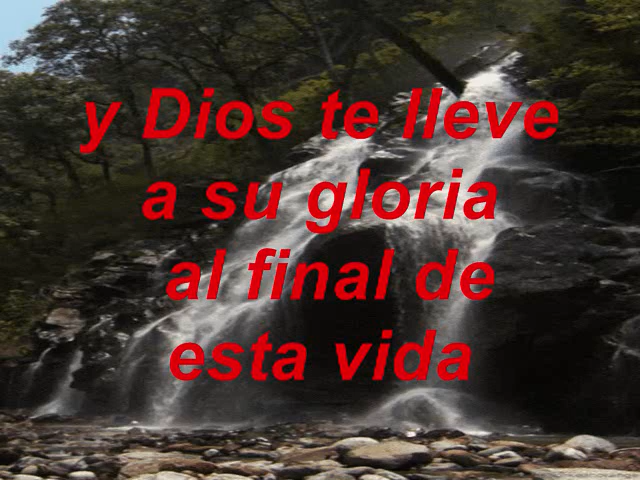 y Dios te lleve
a su gloria
al final de
esta vida